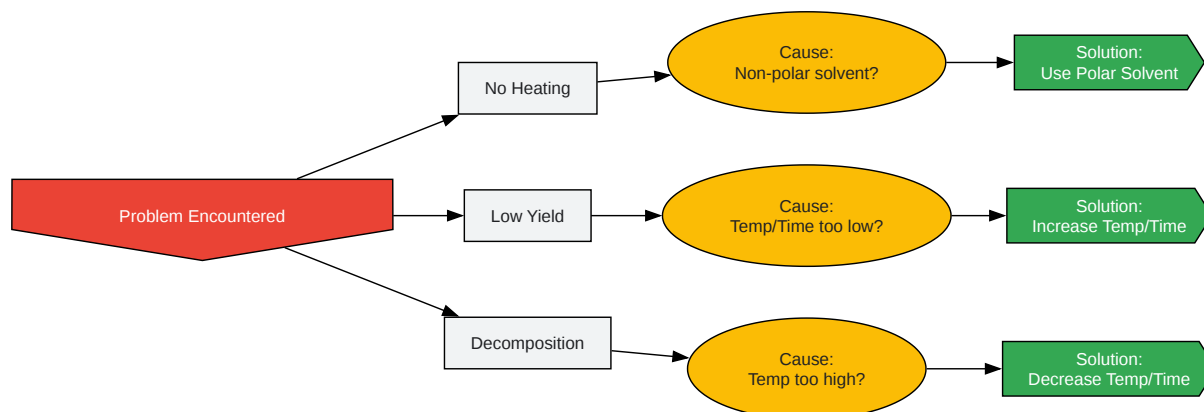 Problem Encountered
No Heating
Cause:
Non-polar solvent?
Solution:
Use Polar Solvent
Low Yield
Cause:
Temp/Time too low?
Solution:
Increase Temp/Time
Decomposition
Cause:
Temp too high?
Solution:
Decrease Temp/Time